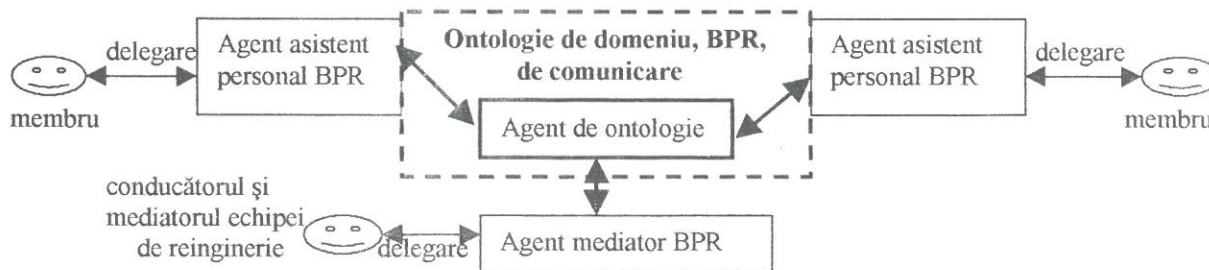 delegare
Agent asistent
personal BPR
membru
Ontologie de domeniu, BPR,
de comunicare
Agent de ontologie
Agent asistent
personal BPR
delegare
membru
conducătorul și
mediatorul echipei
de reinginerie
delegare
Agent mediator BPR